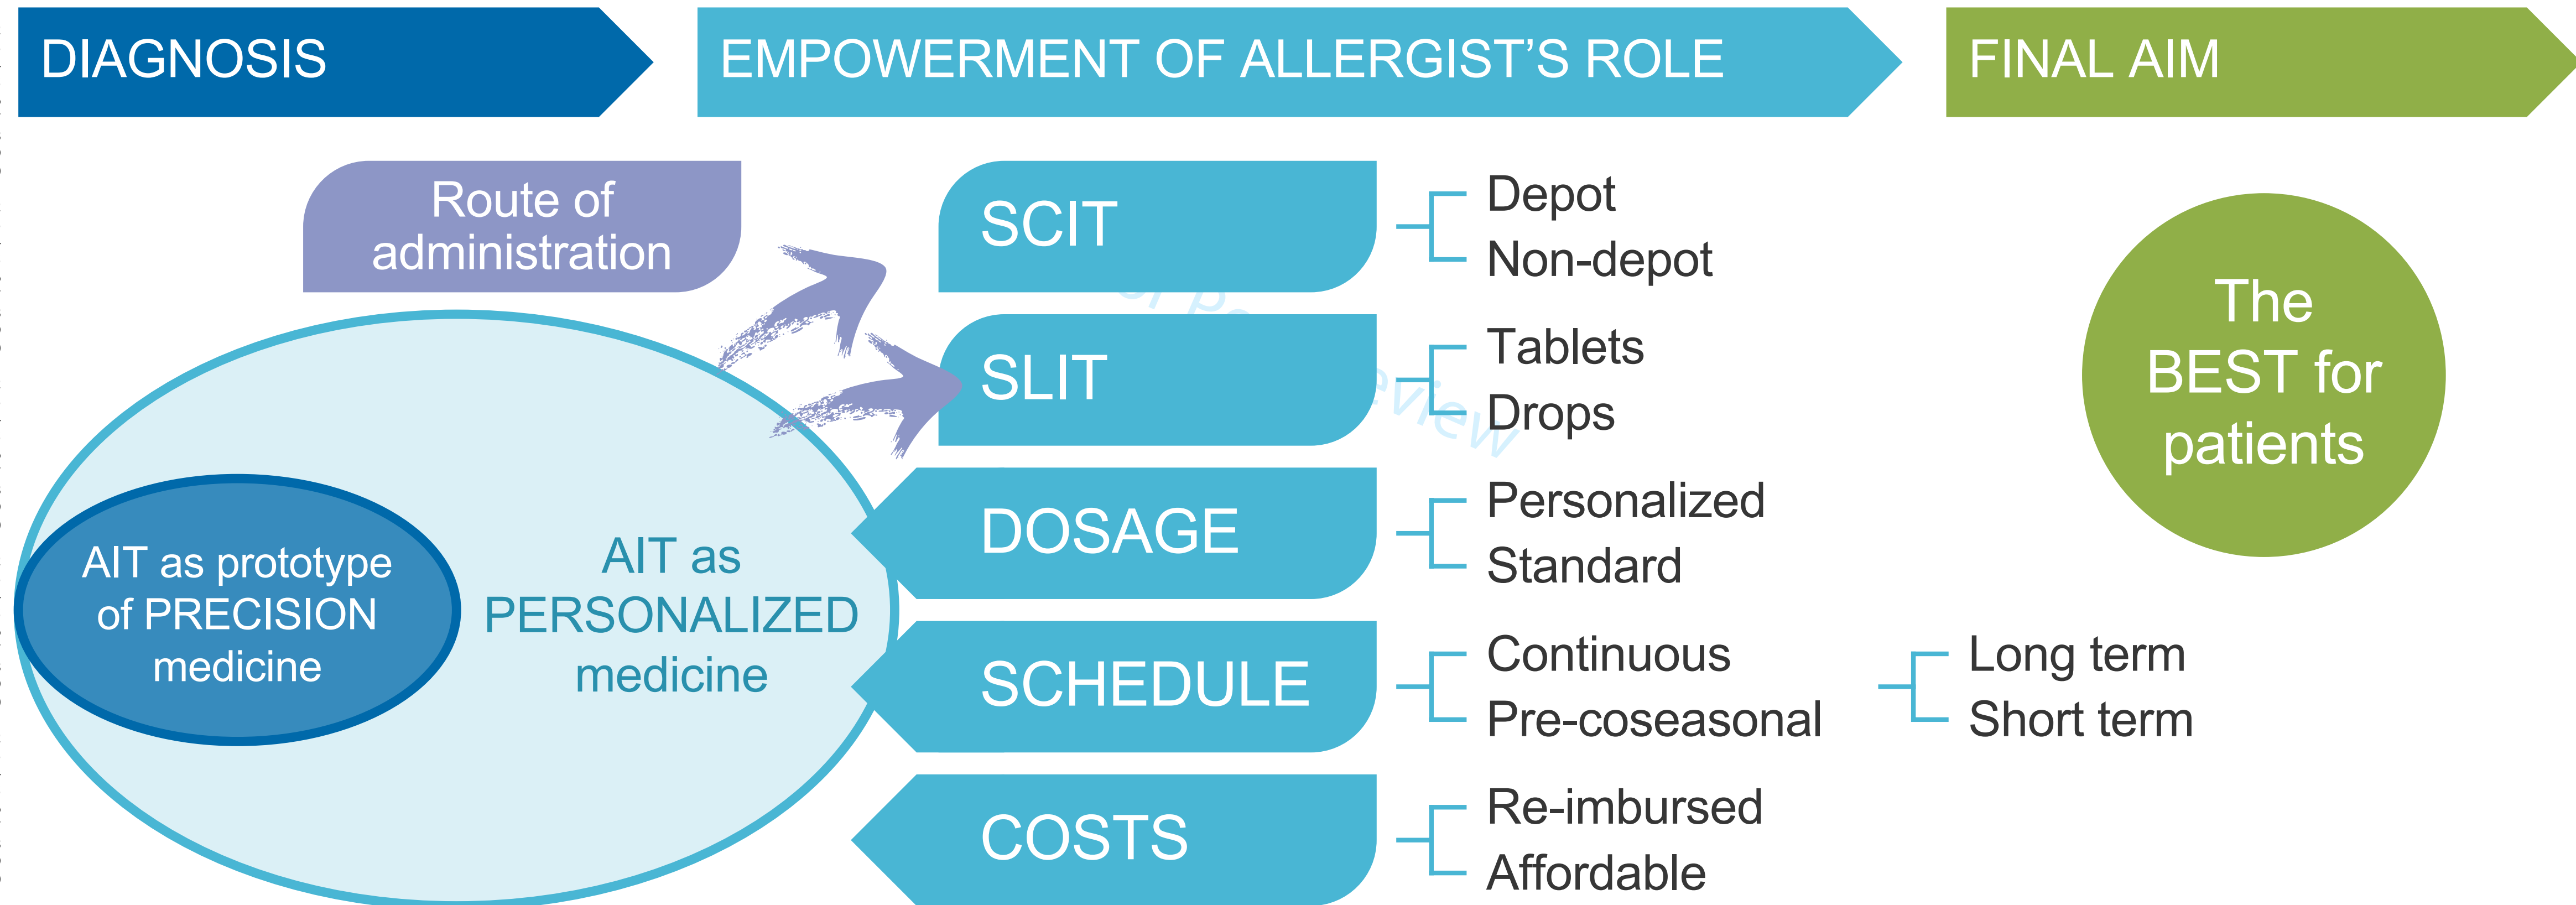 DIAGNOSIS
EMPOWERMENT OF ALLERGIST’S ROLE
FINAL AIM
Route of
administration
SCIT
Depot
Non-depot
SLIT
Tablets
Drops
The
BEST for
patients
DOSAGE
Personalized
Standard
AIT as prototype
of PRECISION
medicine
AIT as
PERSONALIZED
medicine
SCHEDULE
Continuous
Pre-coseasonal
Long term
Short term
COSTS
Re-imbursed
Affordable